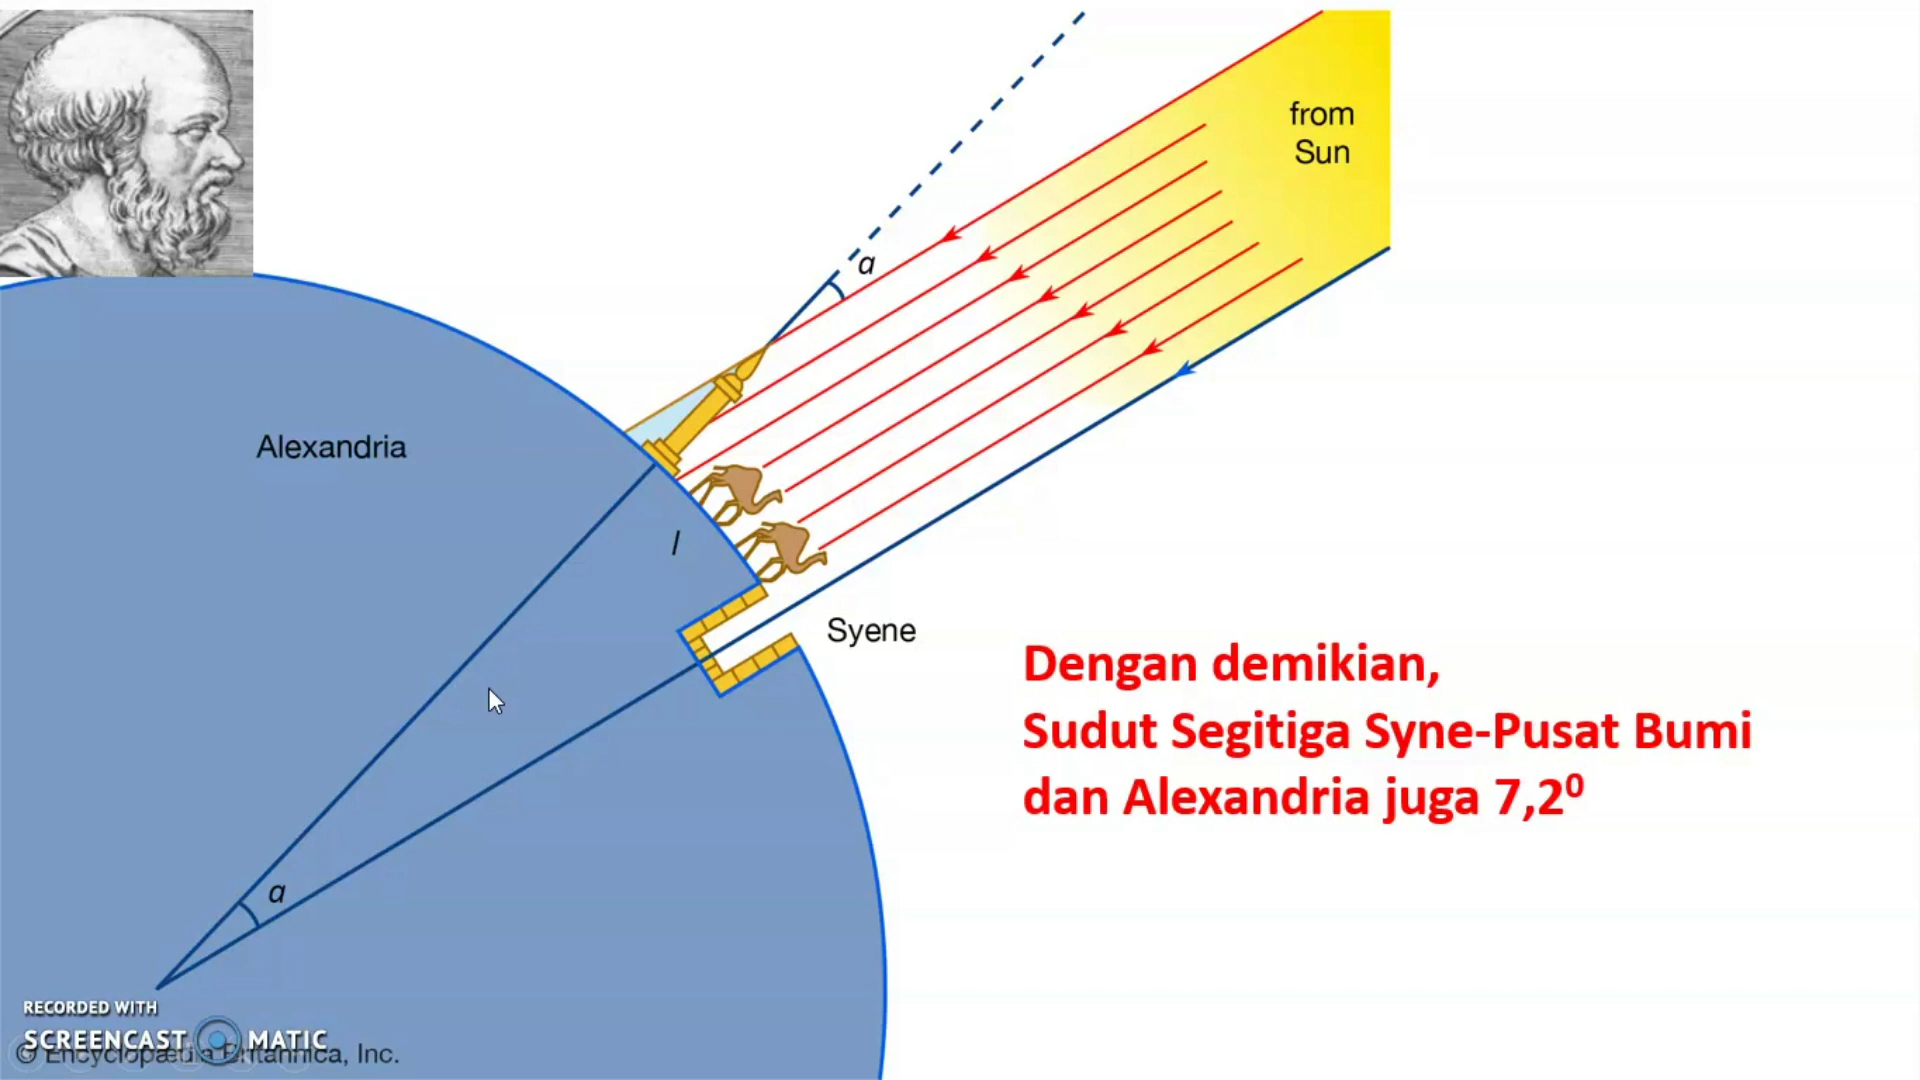 from
Sun
α
Alexandria
l
Syene
Dengan demikian,
Sudut Segitiga Syne-Pusat Bumi
dan Alexandria juga 7,2⁰
α
RECORDED WITH
SCREENCAST MATIC
© Encyclopædia Britannica, Inc.